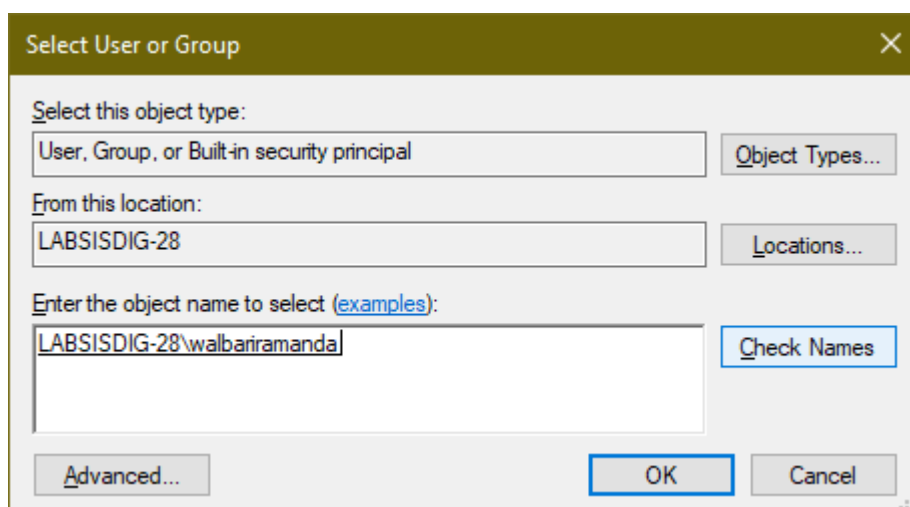 Select User or Group
Select this object type:
User, Group, or Built-in security principal
Object Types...
From this location:
LABSISDIG-28
Locations...
Enter the object name to select (examples):
LABSISDIG-28\walbariramanda
Check Names
Advanced...
OK
Cancel